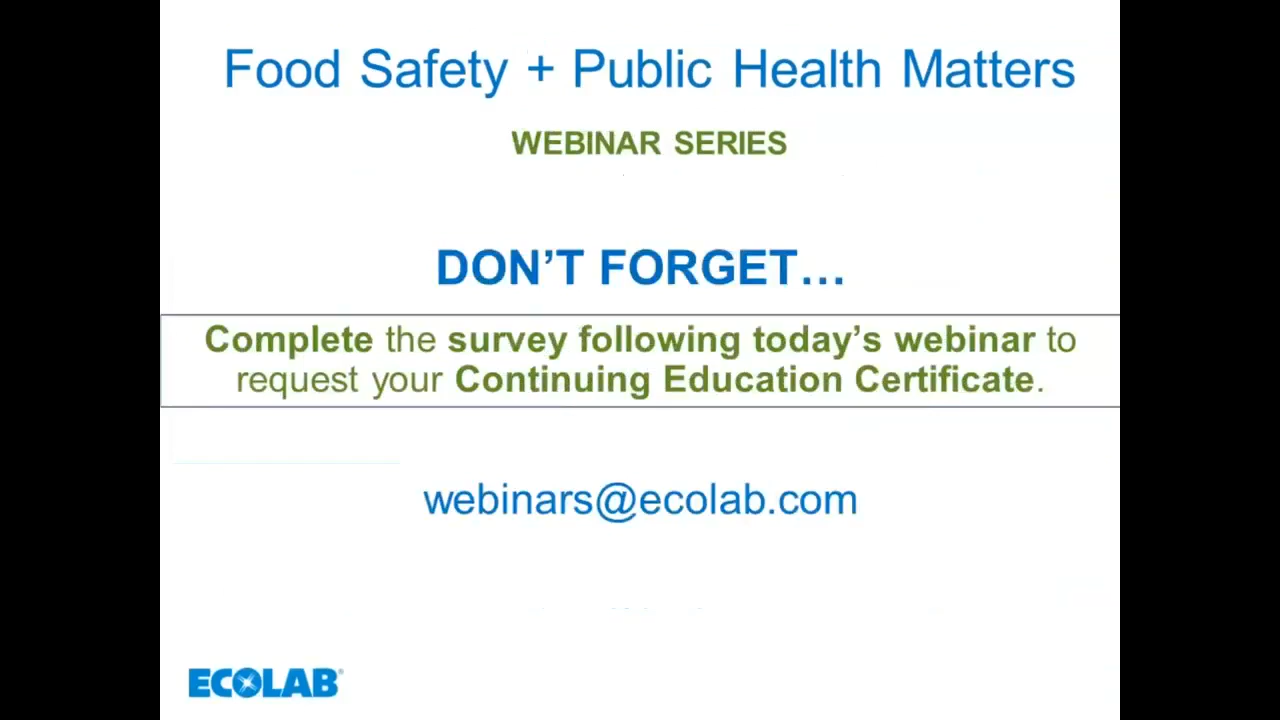 Food Safety + Public Health Matters
WEBINAR SERIES
DON’T FORGET…
Complete the survey following today’s webinar to
request your Continuing Education Certificate.
webinars@ecolab.com
ECOLAB®